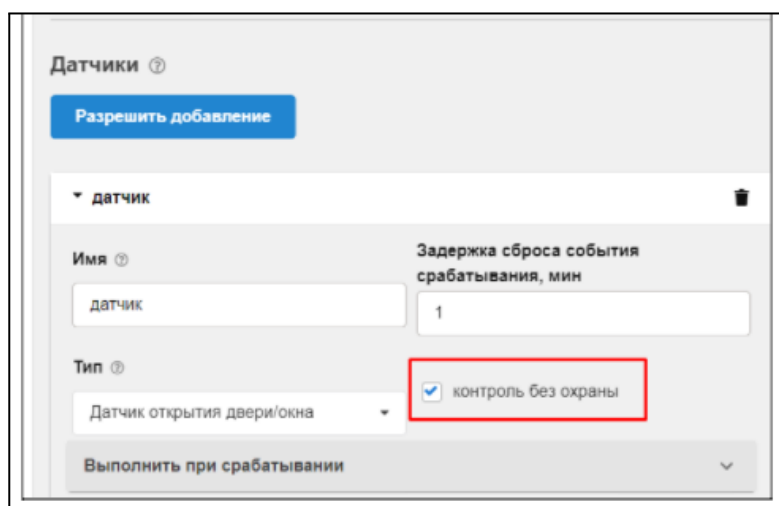 Датчики
Разрешить добавление
датчик
Имя
Задержка сброса события
срабатывания, мин
датчик
1
Тип
контроль без охраны
Датчик открытия двери/окна
Выполнить при срабатывании